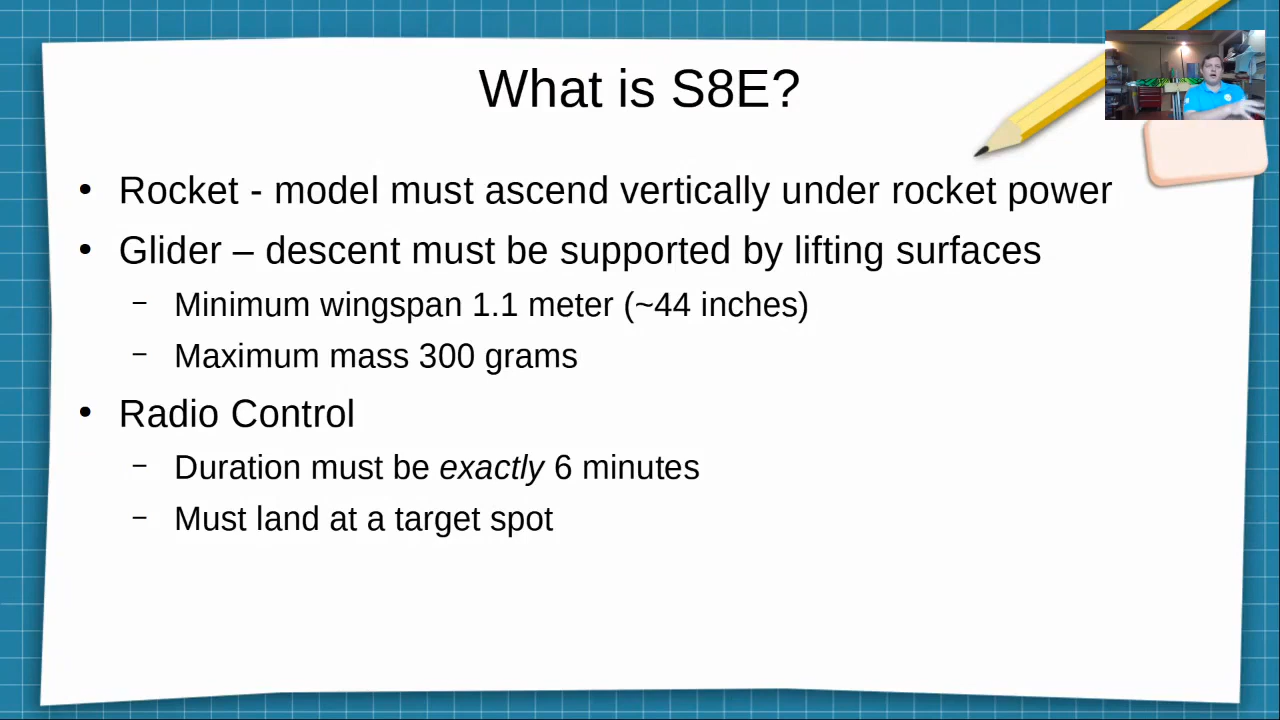 What is S8E?
• Rocket - model must ascend vertically under rocket power
• Glider – descent must be supported by lifting surfaces
– Minimum wingspan 1.1 meter (~44 inches)
– Maximum mass 300 grams
• Radio Control
– Duration must be exactly 6 minutes
– Must land at a target spot